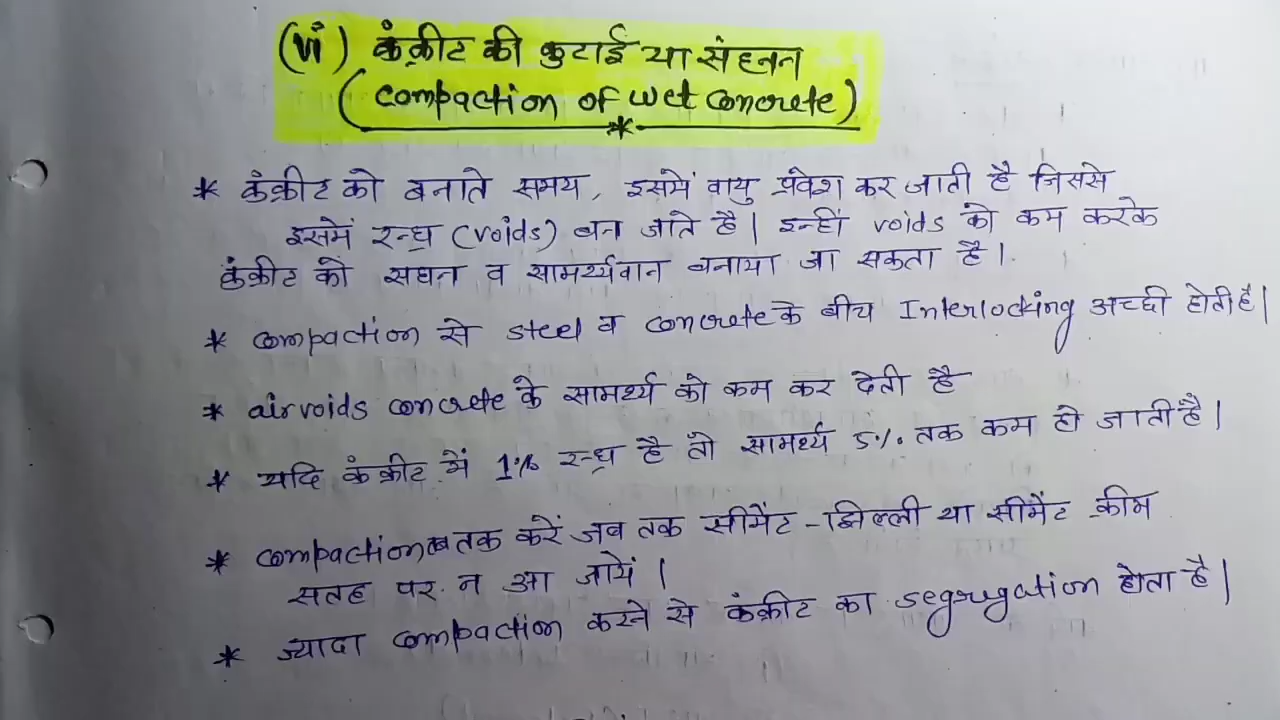 (vi) कंक्रीट की कुटाई या संहनन
(compaction of wet concrete)
* कंक्रीट को बनाते समय, इसमें वायु प्रवेश कर जाती है जिससे
इसमें रन्ध्र (voids) बन जाते है। इन्हीं voids को कम करके
कंक्रीट को सघन व सामर्थ्यवान बनाया जा सकता है।
* compaction से steel व concrete के बीच Interlocking अच्छी होती है।
* airvoids concrete के सामर्थ्य को कम कर देती है
* यदि कंक्रीट में 1% रन्ध्र है तो सामर्थ्य 5% तक कम हो जाती है।
* compaction तब तक करें जब तक सीमेंट-झिल्ली या सीमेंट क्रीम
सतह पर न आ जायें।
* ज्यादा compaction करने से कंक्रीट का segregation होता है।